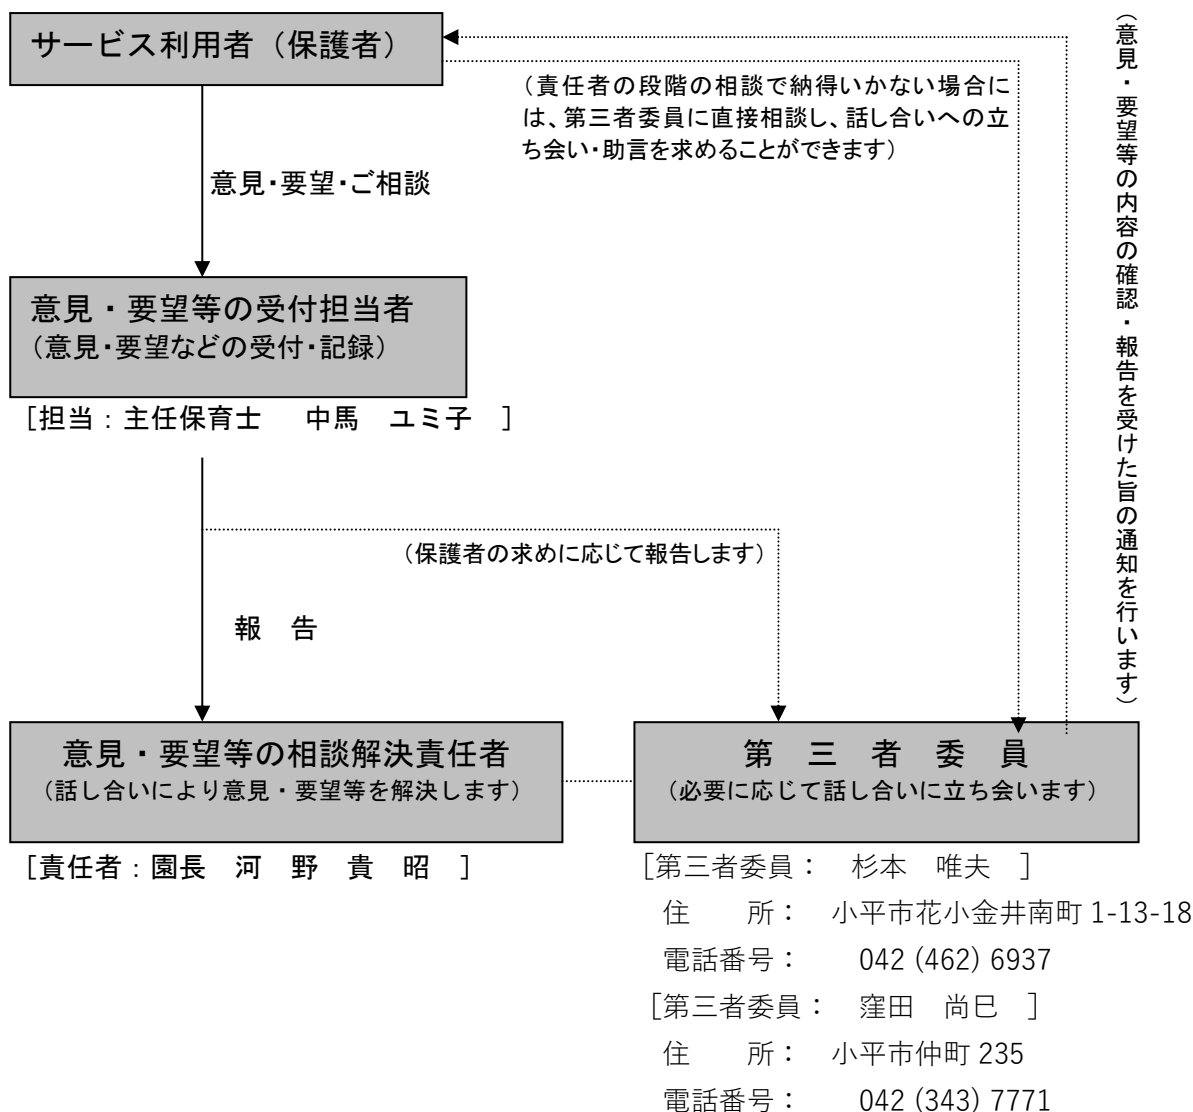 サービス利用者（保護者）
（責任者の段階の相談で納得いかない場合に
は、第三者委員に直接相談し、話し合いへの立
ち会い・助言を求めることができます）
（意見・要望等の内容の確認・報告を受けた旨の通知を行います）
意見・要望・ご相談
意見・要望等の受付担当者
（意見・要望などの受付・記録）
［担当：主任保育士　中馬　ユミ子　］
（保護者の求めに応じて報告します）
報　告
意見・要望等の相談解決責任者
（話し合いにより意見・要望等を解決します）
［責任者：園長　河　野　貴　昭　］
第　三　者　委　員
（必要に応じて話し合いに立ち会います）
［第三者委員：　杉本　唯夫　］
住　　所：　小平市花小金井南町 1-13-18
電話番号：　　042 (462) 6937
［第三者委員：　窪田　尚巳　］
住　　所：　小平市仲町 235
電話番号：　　042 (343) 7771